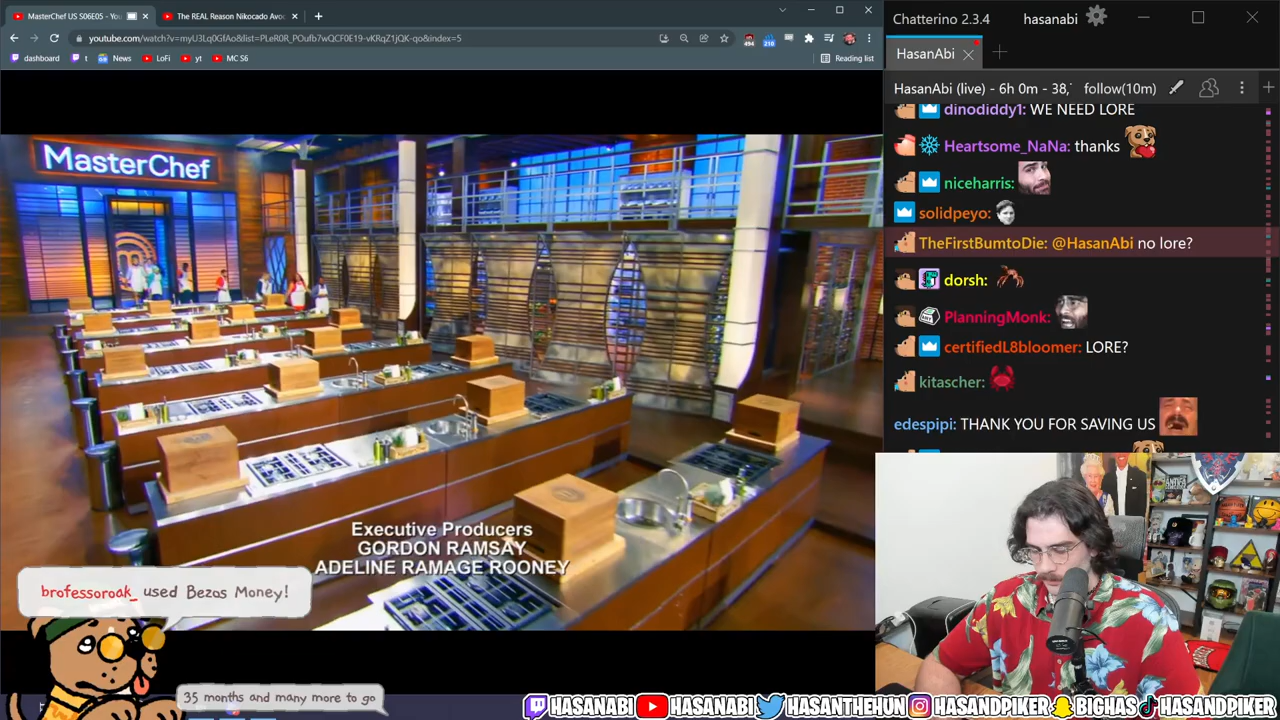 MasterChef US S06E05 - You
The REAL Reason Nikocado Avoc
youtube.com/watch?v=myU3Lq0GfAo&list=PLeR0R_POufb7wQCF0E19-vKRqZ1jQK-qo&index=5
494
210
dashboard
t
News
LoFi
yt
MC S6
Reading list
MasterChef
Executive Producers
GORDON RAMSAY
ADELINE RAMAGE ROONEY
brofessoroak_ used Bezos Money!
35 months and many more to go
Chatterino 2.3.4
hasanabi
HasanAbi
HasanAbi (live) - 6h 0m - 38,
follow(10m)
dinodiddy1: WE NEED LORE
Heartsome_NaNa: thanks
niceharris:
solidpeyo:
TheFirstBumtoDie: @HasanAbi no lore?
dorsh:
PlanningMonk:
certifiedL8bloomer: LORE?
kitascher:
edespipi: THANK YOU FOR SAVING US
HASANABI
HASANABI
HASANTHEHUN
HASANDPIKER
BIGHAS
HASANDPIKER